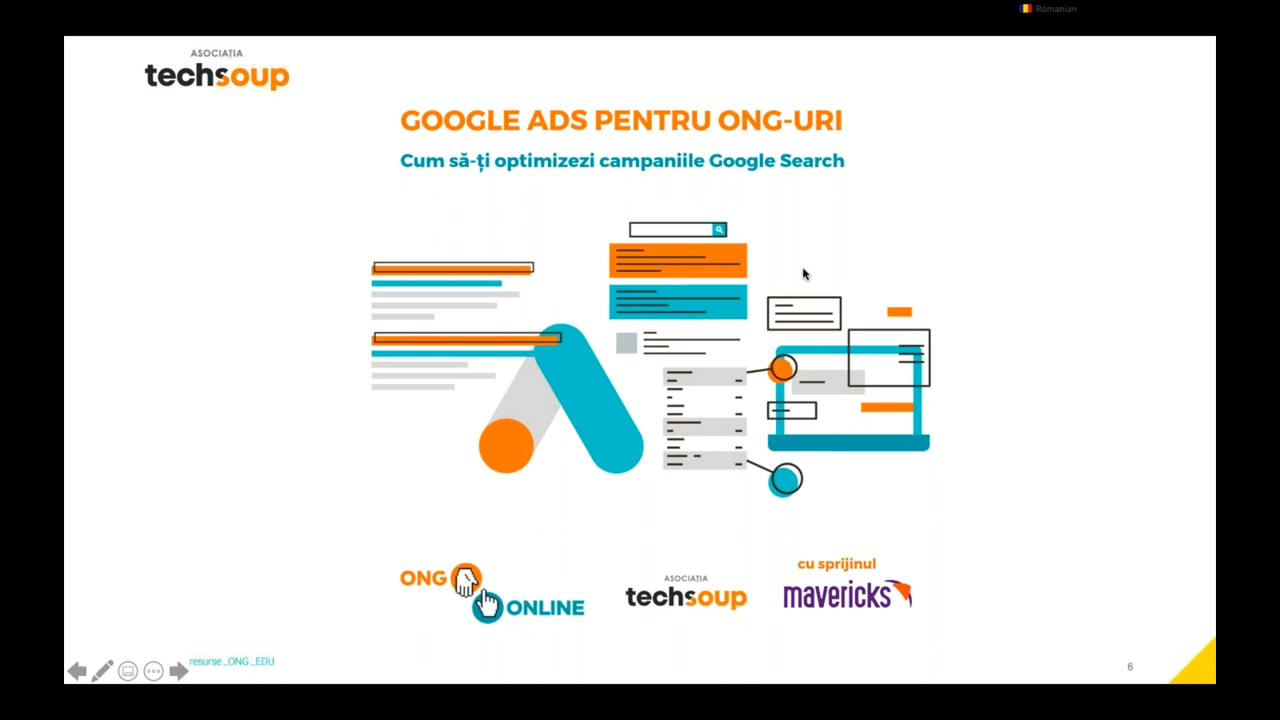 Romanian
ASOCIAȚIA
techsoup
GOOGLE ADS PENTRU ONG-URI
Cum să-ți optimizezi campaniile Google Search
ONG
ONLINE
ASOCIAȚIA
techsoup
cu sprijinul
mavericks
resurse_ONG_EDU
6